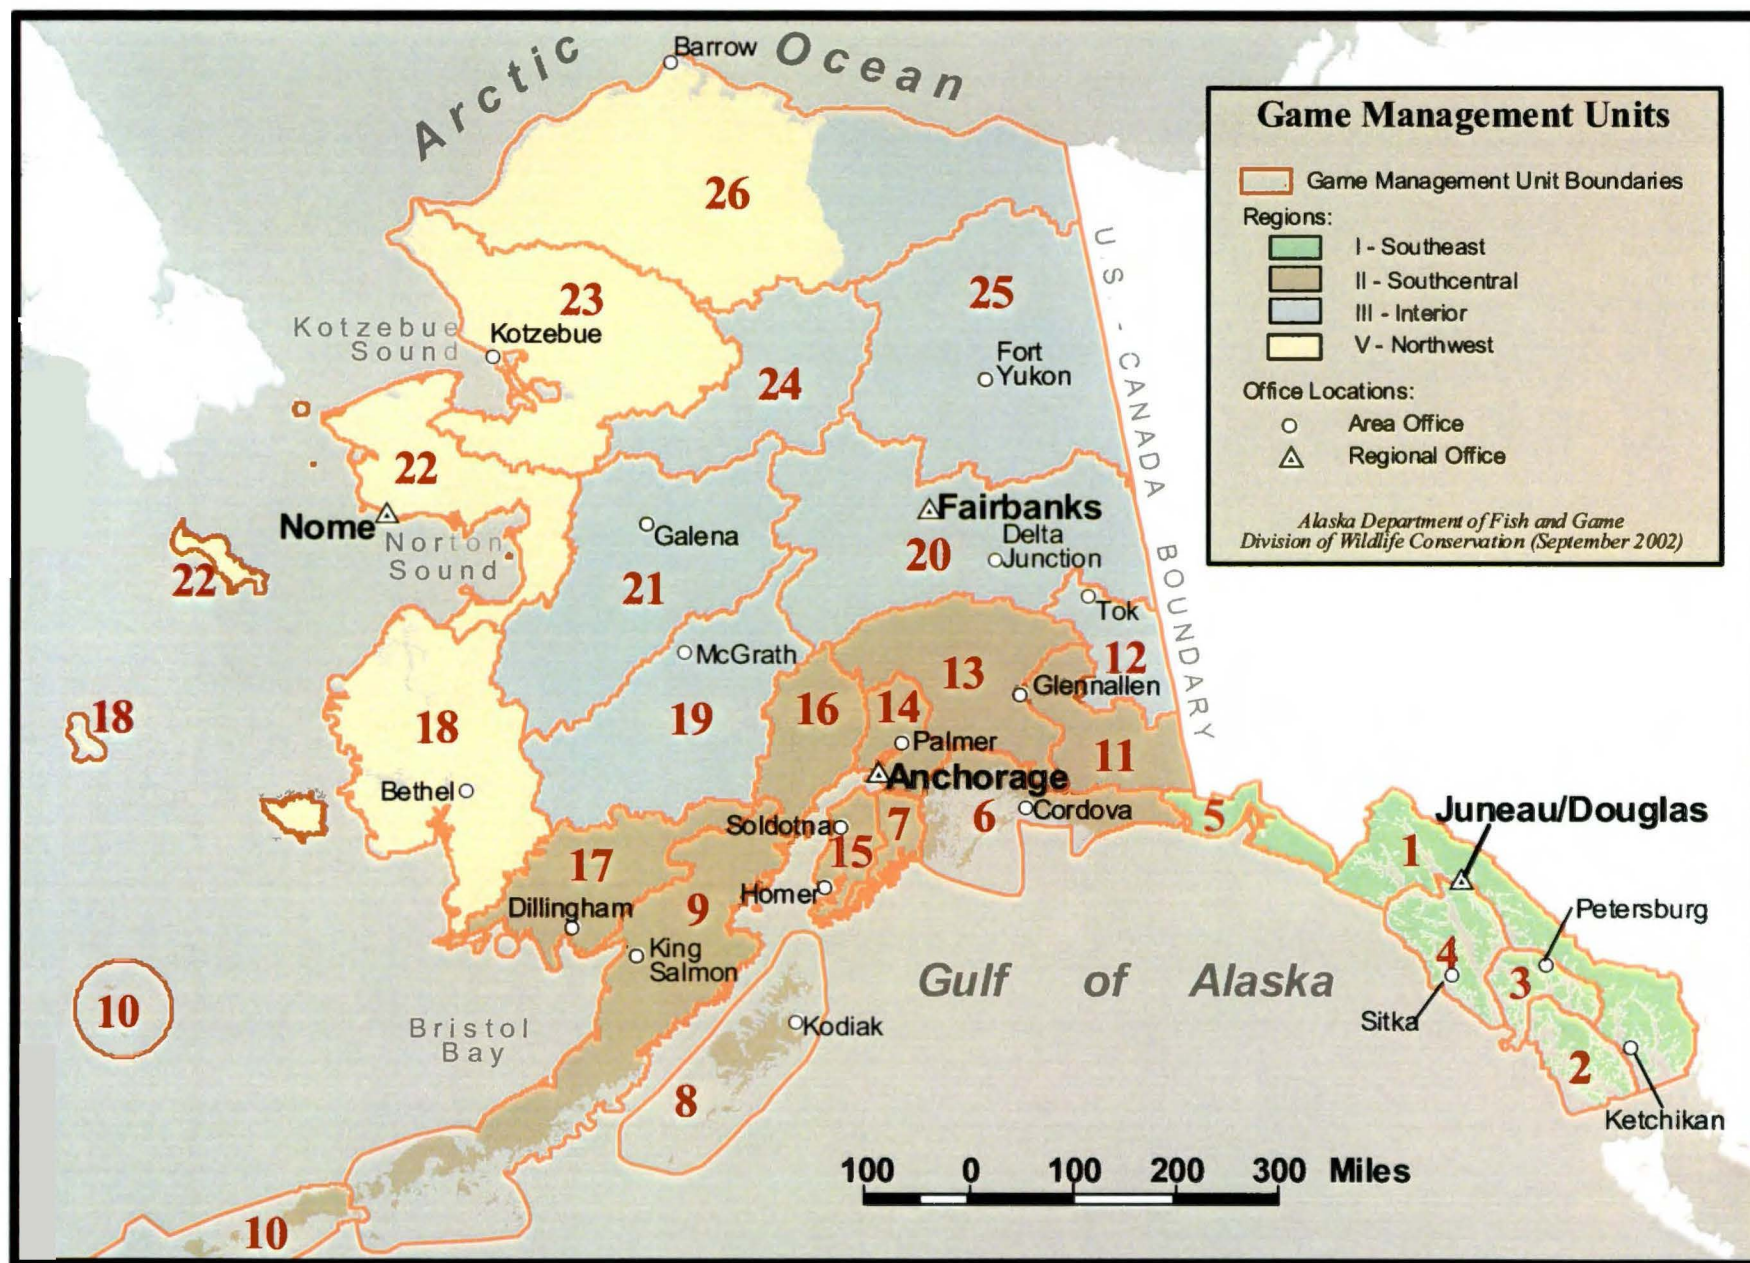 Arctic Ocean
Barrow
Game Management Units
Game Management Unit Boundaries
Regions:
I - Southeast
II - Southcentral
III - Interior
V - Northwest
Office Locations:
Area Office
Regional Office
Alaska Department of Fish and Game
Division of Wildlife Conservation (September 2002)
26
23
25
Kotzebue
Sound
Kotzebue
Fort
Yukon
24
U.S. - CANADA BOUNDARY
22
Nome
Norton
Sound
Galena
Fairbanks
Delta
Junction
20
22
21
Tok
McGrath
12
13
Glennallen
18
18
19
16
14
Palmer
11
Anchorage
Bethel
Soldotna
7
6
Cordova
5
Juneau/Douglas
1
15
17
Homer
Dillingham
9
Petersburg
King
Salmon
4
3
Gulf of Alaska
10
Sitka
Kodiak
Bristol
Bay
2
8
Ketchikan
100 0 100 200 300 Miles
10